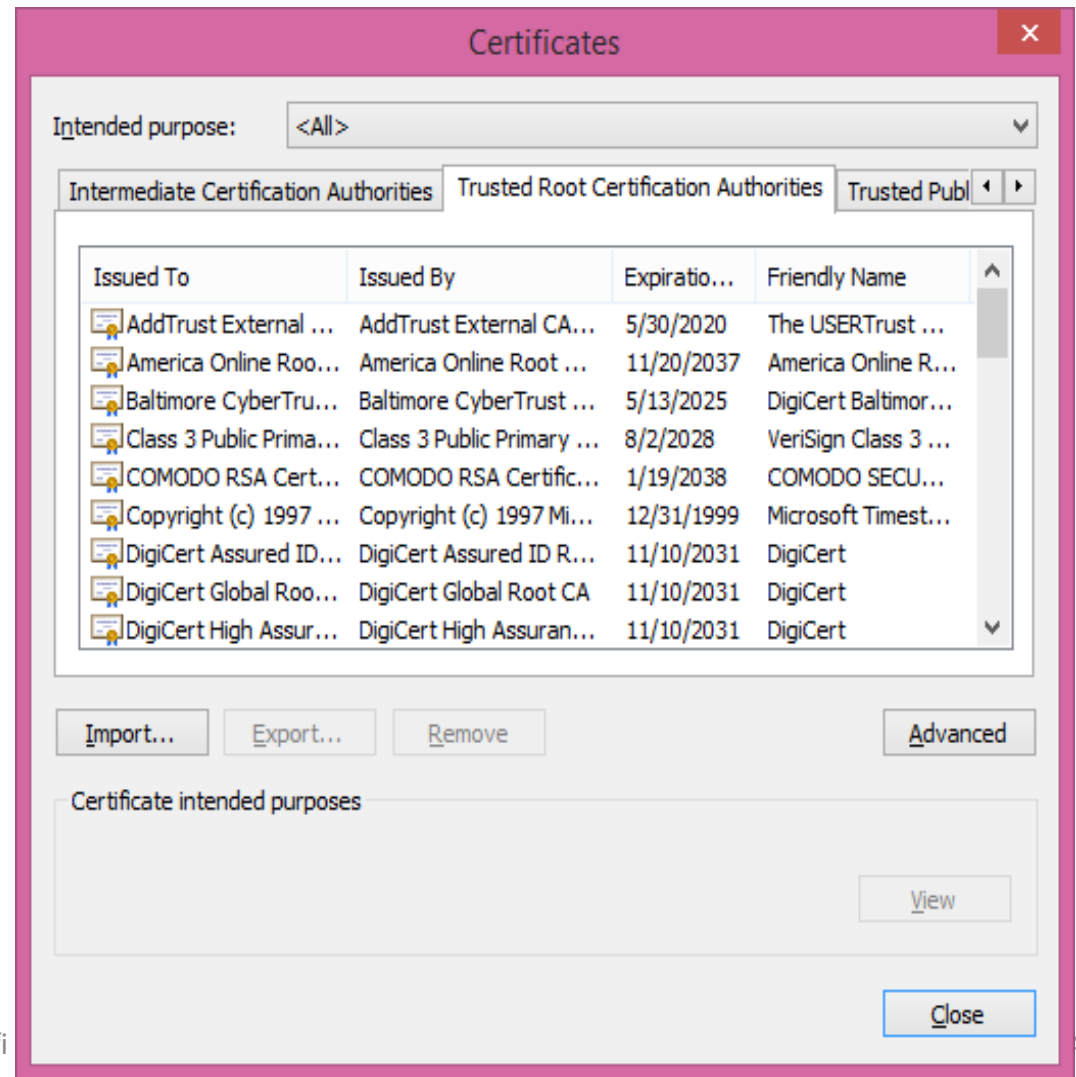 Certificates
Intended purpose: <All>
Intermediate Certification Authorities Trusted Root Certification Authorities Trusted Publ
Issued To Issued By Expiratio... Friendly Name
AddTrust External ... AddTrust External CA... 5/30/2020 The USERTrust ...
America Online Roo... America Online Root ... 11/20/2037 America Online R...
Baltimore CyberTru... Baltimore CyberTrust ... 5/13/2025 DigiCert Baltimor...
Class 3 Public Prima... Class 3 Public Primary ... 8/2/2028 VeriSign Class 3 ...
COMODO RSA Cert... COMODO RSA Certific... 1/19/2038 COMODO SECU...
Copyright (c) 1997 ... Copyright (c) 1997 Mi... 12/31/1999 Microsoft Timest...
DigiCert Assured ID... DigiCert Assured ID R... 11/10/2031 DigiCert
DigiCert Global Roo... DigiCert Global Root CA 11/10/2031 DigiCert
DigiCert High Assur... DigiCert High Assuran... 11/10/2031 DigiCert
Import... Export... Remove Advanced
Certificate intended purposes
View
Close